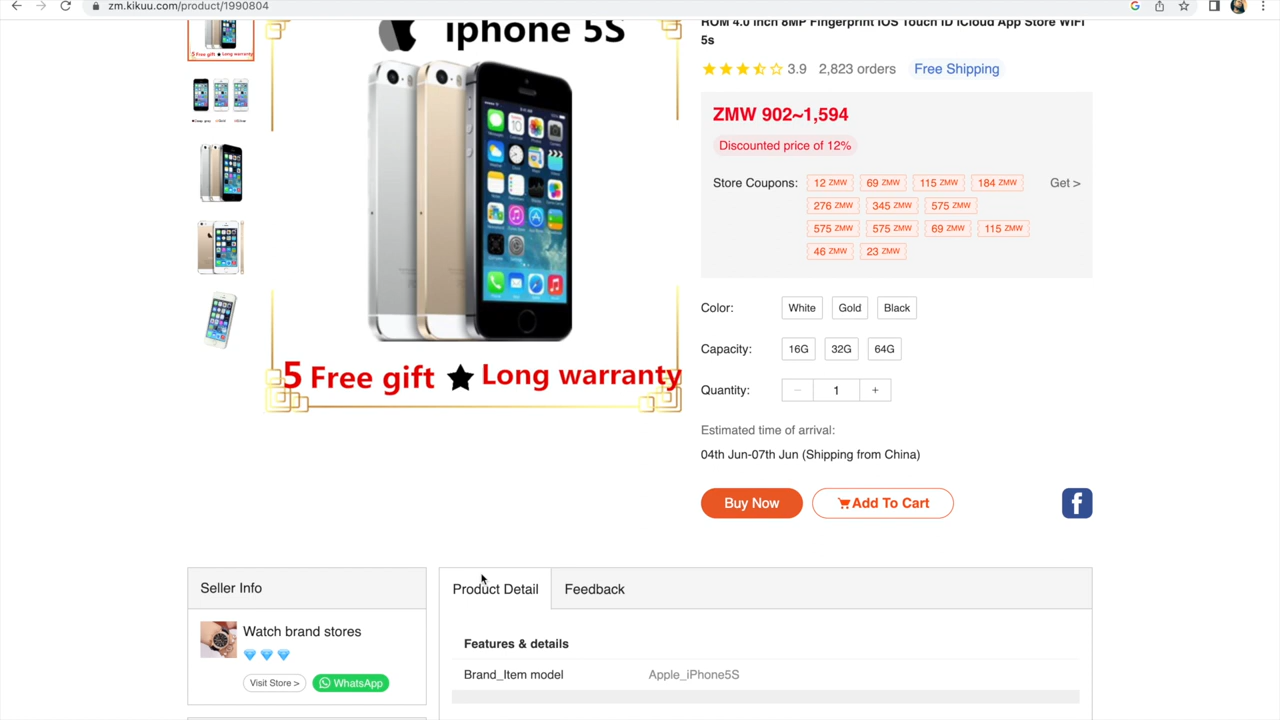 zm.kikuu.com/product/1990804
ROM 4.0 inch 8MP Fingerprint IOS Touch ID iCloud App Store WIFI
5s
iphone 5S
5 Free gift ★ Long warranty
3.9 2,823 orders Free Shipping
ZMW 902~1,594
Discounted price of 12%
Store Coupons: 12 ZMW 69 ZMW 115 ZMW 184 ZMW Get >
276 ZMW 345 ZMW 575 ZMW
575 ZMW 575 ZMW 69 ZMW 115 ZMW
46 ZMW 23 ZMW
Color: White Gold Black
Capacity: 16G 32G 64G
Quantity: − 1 +
Estimated time of arrival:
04th Jun-07th Jun (Shipping from China)
Buy Now Add To Cart
Seller Info
Watch brand stores
Visit Store > WhatsApp
Product Detail Feedback
Features & details
Brand_Item model Apple_iPhone5S